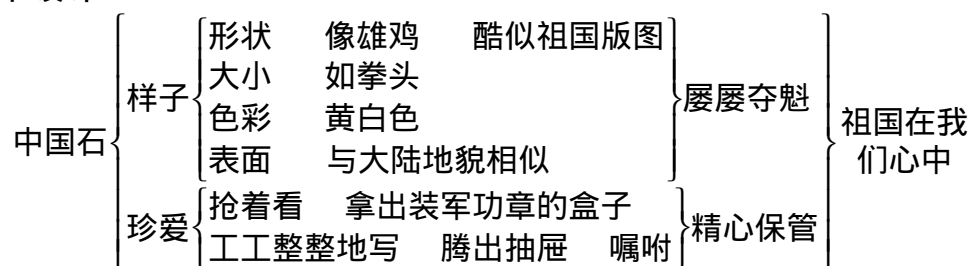 形状 像雄鸡 酷似祖国版图
大小 如拳头
样子
屡屡夺魁
色彩 黄白色
中国石
祖国在我
们心中
表面 与大陆地貌相似
抢着看 拿出装军功章的盒子
珍爱
精心保管
工工整整地写 腾出抽屉 嘱咐